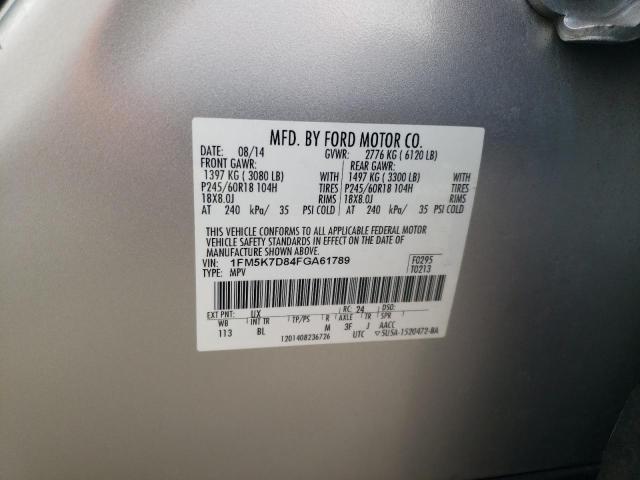 MFD. BY FORD MOTOR CO.
DATE: 08/14 GVWR: 2776 KG ( 6120 LB)
FRONT GAWR: REAR GAWR:
1397 KG ( 3080 LB) WITH 1497 KG ( 3300 LB) WITH
P245/60R18 104H TIRES P245/60R18 104H TIRES
18X8.0J RIMS 18X8.0J RIMS
AT 240 kPa/ 35 PSI COLD AT 240 kPa/ 35 PSI COLD
THIS VEHICLE CONFORMS TO ALL APPLICABLE FEDERAL MOTOR
VEHICLE SAFETY STANDARDS IN EFFECT ON THE DATE OF
MANUFACTURE SHOWN ABOVE.
VIN: 1FM5K7D84FGA61789 F0295
TYPE: MPV T0213
EXT PNT: UX RC: 24 DSO:
WB INT TR TP/PS R AXLE TR SPR
113 BL M 3F J AACC
1201408236726 UTC 5U5A-1520472-BA